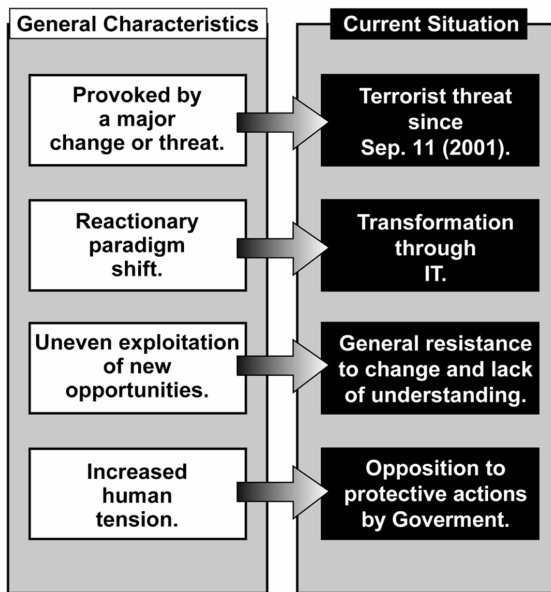 General Characteristics
Current Situation
Provoked by
a major
change or threat.
Terrorist threat
since
Sep. 11 (2001).
Reactionary
paradigm
shift.
Transformation
through
IT.
Uneven exploitation
of new
opportunities.
General resistance
to change and lack
of understanding.
Increased
human
tension.
Opposition to
protective actions
by Goverment.